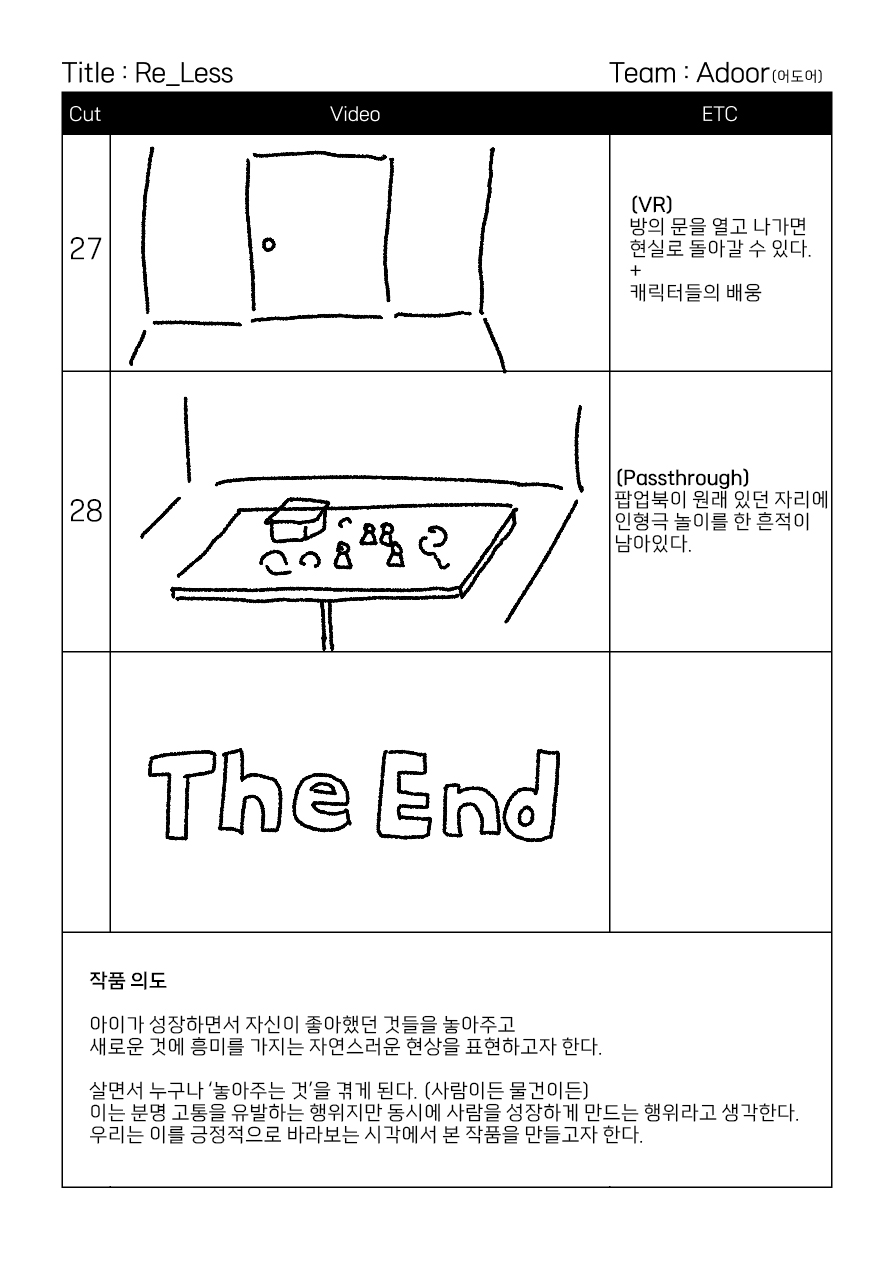 Title : Re_Less
Team : Adoor(어도어)
Cut Video ETC
27
(VR)
방의 문을 열고 나가면
현실로 돌아갈 수 있다.
+
캐릭터들의 배웅
28
(Passthrough)
팝업북이 원래 있던 자리에
인형극 놀이를 한 흔적이
남아있다.
The End
작품 의도
아이가 성장하면서 자신이 좋아했던 것들을 놓아주고
새로운 것에 흥미를 가지는 자연스러운 현상을 표현하고자 한다.
살면서 누구나 ‘놓아주는 것’을 겪게 된다. (사람이든 물건이든)
이는 분명 고통을 유발하는 행위지만 동시에 사람을 성장하게 만드는 행위라고 생각한다.
우리는 이를 긍정적으로 바라보는 시각에서 본 작품을 만들고자 한다.